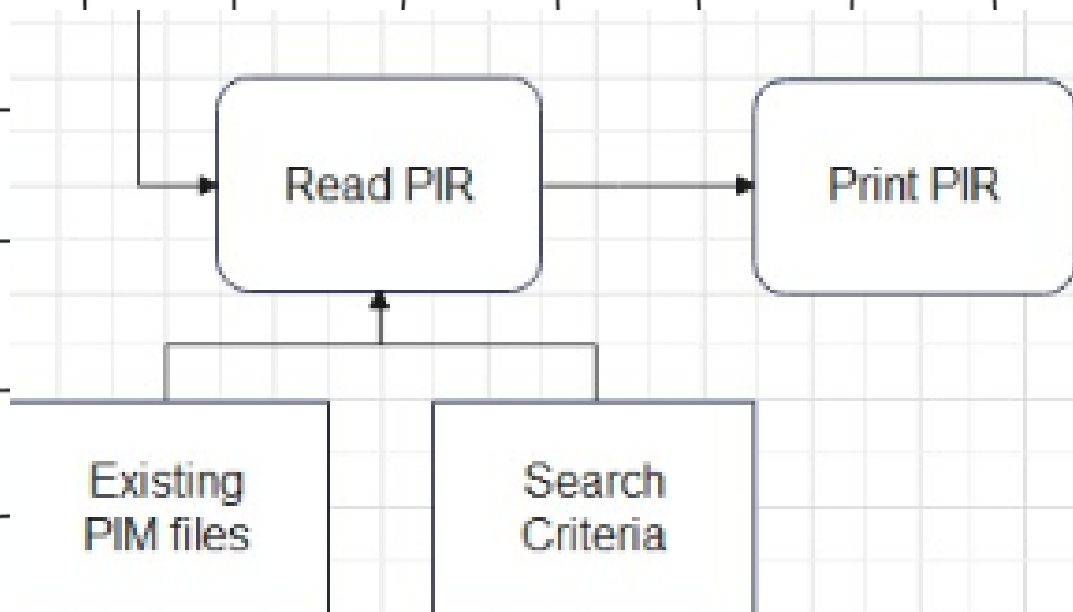 Read PIR
Print PIR
Existing
PIM files
Search
Criteria